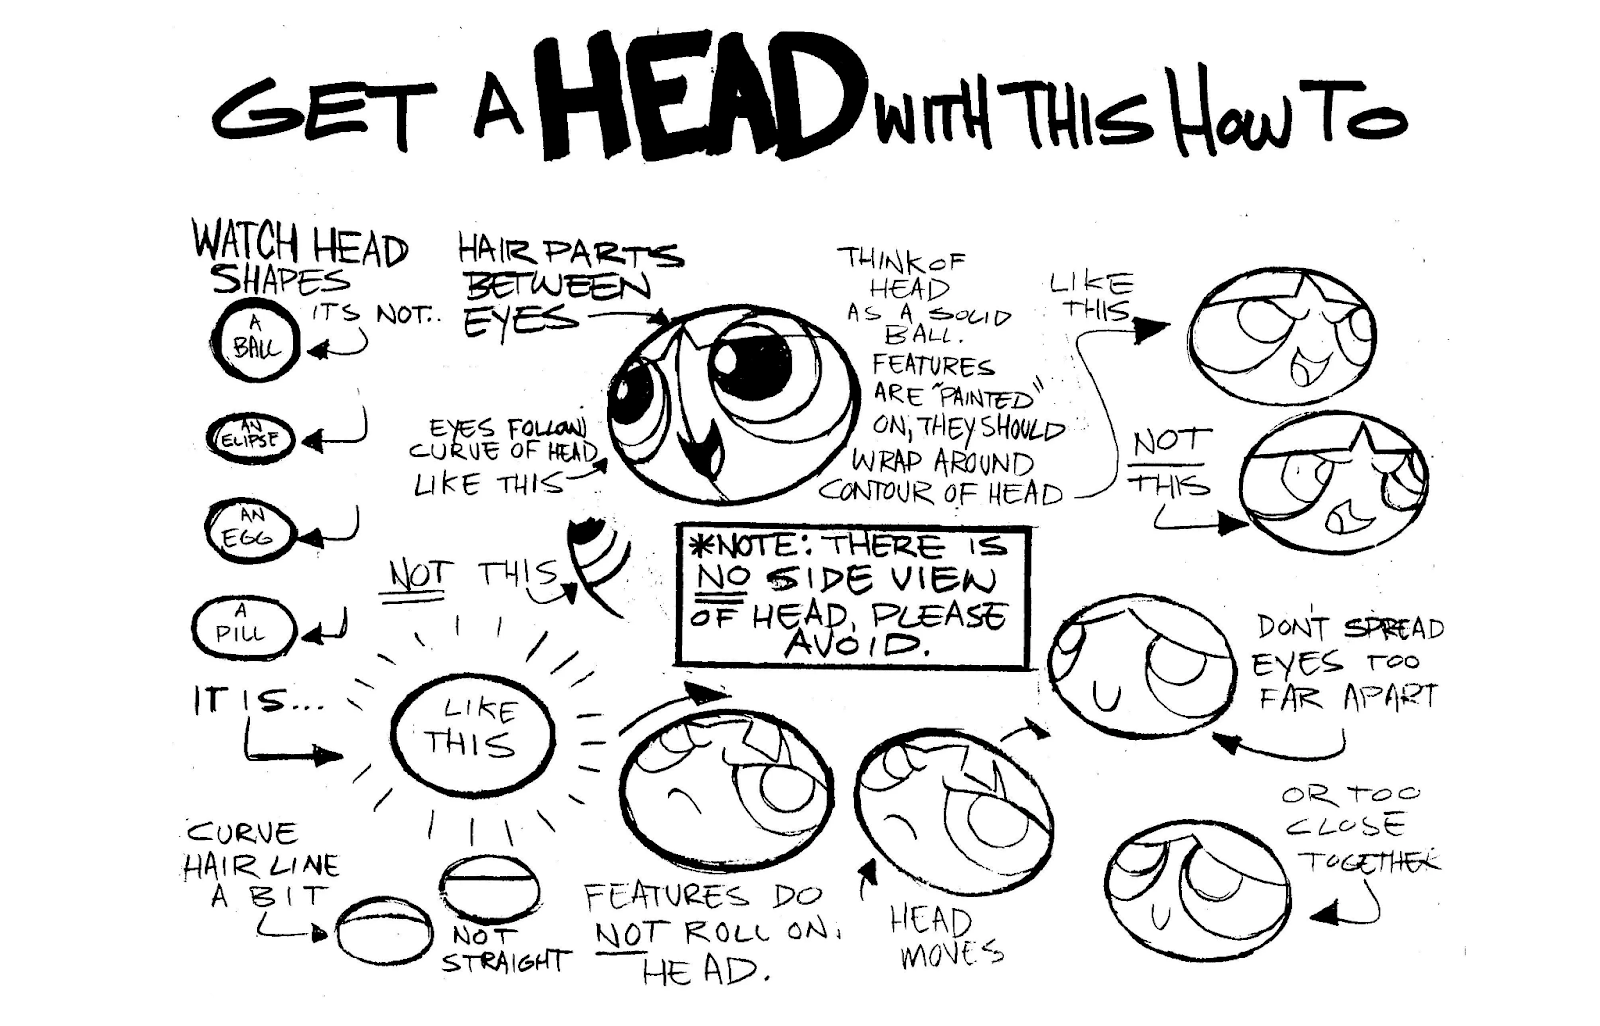 GET A HEAD WITH THIS HOW TO
WATCH HEAD
SHAPES
ITS NOT..
A
BALL
AN
ELIPSE
AN
EGG
A
PILL
IT IS...
LIKE
THIS
CURVE
HAIR LINE
A BIT
NOT
STRAIGHT
HAIR PARTS
BETWEEN
EYES
EYES FOLLOW
CURVE OF HEAD
LIKE THIS
NOT THIS
THINK OF
HEAD
AS A SOLID
BALL.
FEATURES
ARE "PAINTED"
ON, THEY SHOULD
WRAP AROUND
CONTOUR OF HEAD
LIKE
THIS
NOT
THIS
*NOTE: THERE IS
NO SIDE VIEW
OF HEAD, PLEASE
AVOID.
FEATURES DO
NOT ROLL ON
HEAD.
HEAD
MOVES
DON'T SPREAD
EYES TOO
FAR APART
OR TOO
CLOSE
TOGETHER